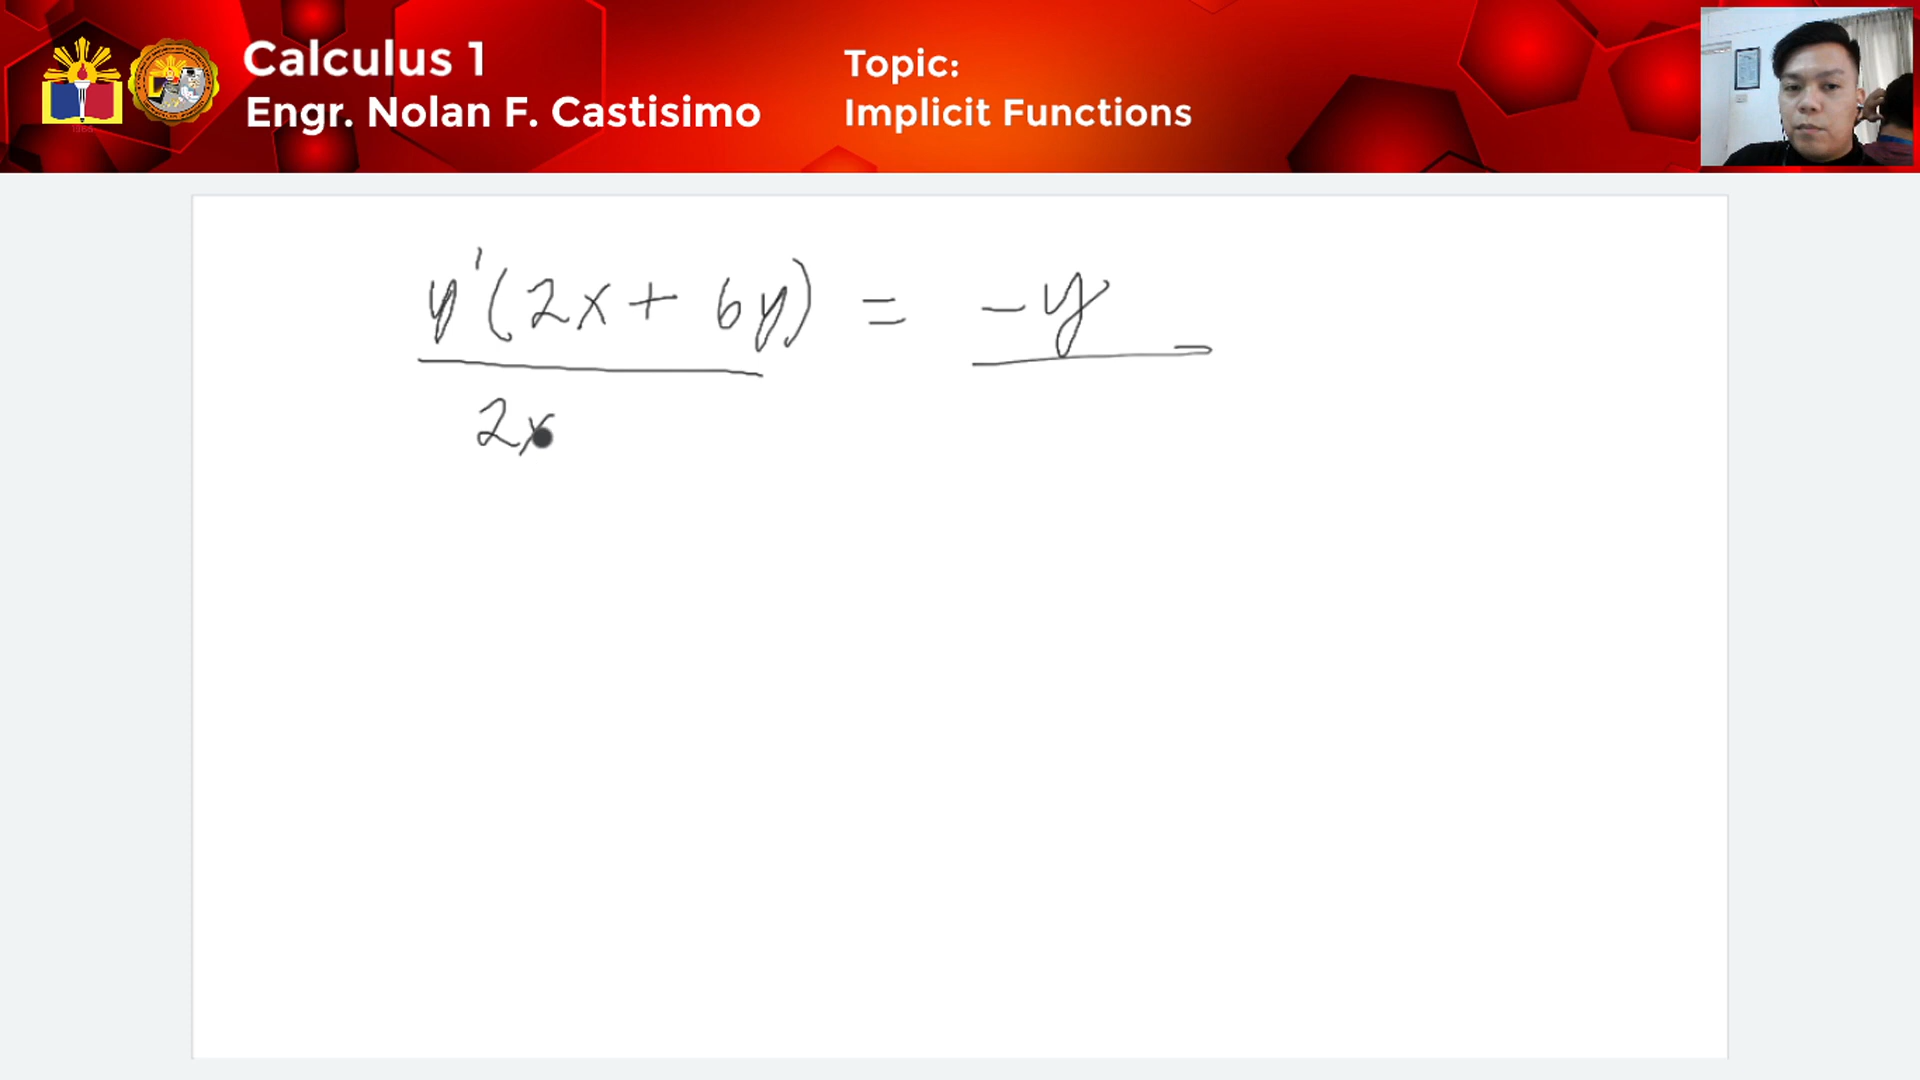 Calculus 1
Engr. Nolan F. Castisimo
Topic:
Implicit Functions
y'(2x + 6y) = -y
2x